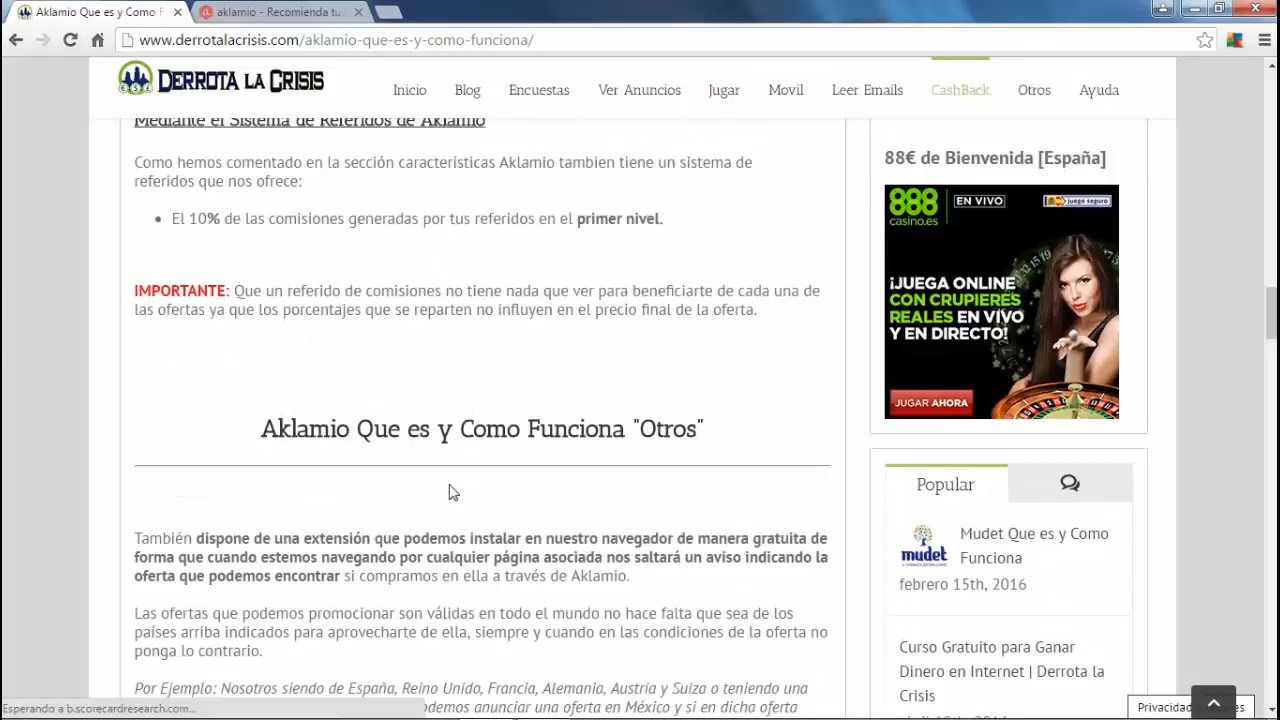 Aklamio Que es y Como F
aklamio - Recomienda tu
www.derrotalacrisis.com/aklamio-que-es-y-como-funciona/
DERROTA LA CRISIS
Inicio
Blog
Encuestas
Ver Anuncios
Jugar
Movil
Leer Emails
CashBack
Otros
Ayuda
Mediante el Sistema de Referidos de Aklamio
Como hemos comentado en la sección características Aklamio tambien tiene un sistema de
referidos que nos ofrece:
• El 10% de las comisiones generadas por tus referidos en el primer nivel.
IMPORTANTE: Que un referido de comisiones no tiene nada que ver para beneficiarte de cada una de
las ofertas ya que los porcentajes que se reparten no influyen en el precio final de la oferta.
Aklamio Que es y Como Funciona "Otros"
También dispone de una extensión que podemos instalar en nuestro navegador de manera gratuita de
forma que cuando estemos navegando por cualquier página asociada nos saltará un aviso indicando la
oferta que podemos encontrar si compramos en ella a través de Aklamio.
Las ofertas que podemos promocionar son válidas en todo el mundo no hace falta que sea de los
países arriba indicados para aprovecharte de ella, siempre y cuando en las condiciones de la oferta no
ponga lo contrario.
Por Ejemplo: Nosotros siendo de España, Reino Unído, Francia, Alemania, Austria y Suiza o teniendo una
odemos anunciar una oferta en México y si en dicha oferta
Esperando a b.scorecardresearch.com...
88€ de Bienvenida [España]
888
casino.es
EN VIVO
juego seguro
¡JUEGA ONLINE
CON CRUPIERES
REALES EN VIVO
Y EN DIRECTO!
JUGAR AHORA
Popular
mudet
Mudet Que es y Como
Funciona
febrero 15th, 2016
Curso Gratuito para Ganar
Dinero en Internet | Derrota la
Crisis
Privacidad